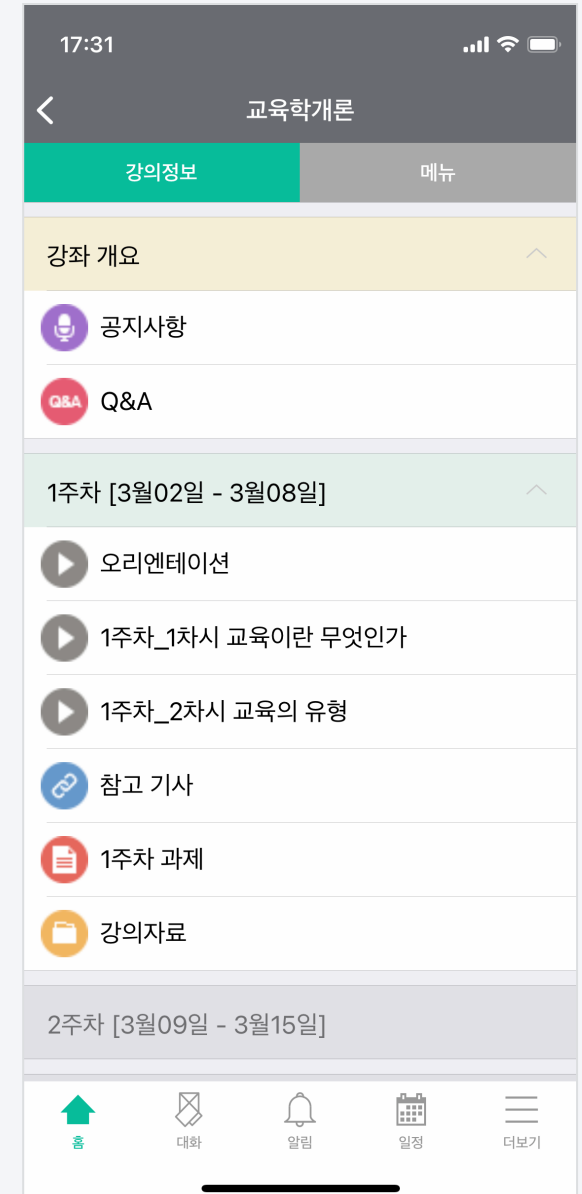 17:31
교육학개론
강의정보
메뉴
강좌 개요
공지사항
Q&A Q&A
1주차 [3월02일 - 3월08일]
오리엔테이션
1주차_1차시 교육이란 무엇인가
1주차_2차시 교육의 유형
참고 기사
1주차 과제
강의자료
2주차 [3월09일 - 3월15일]
홈
대화
알림
일정
더보기